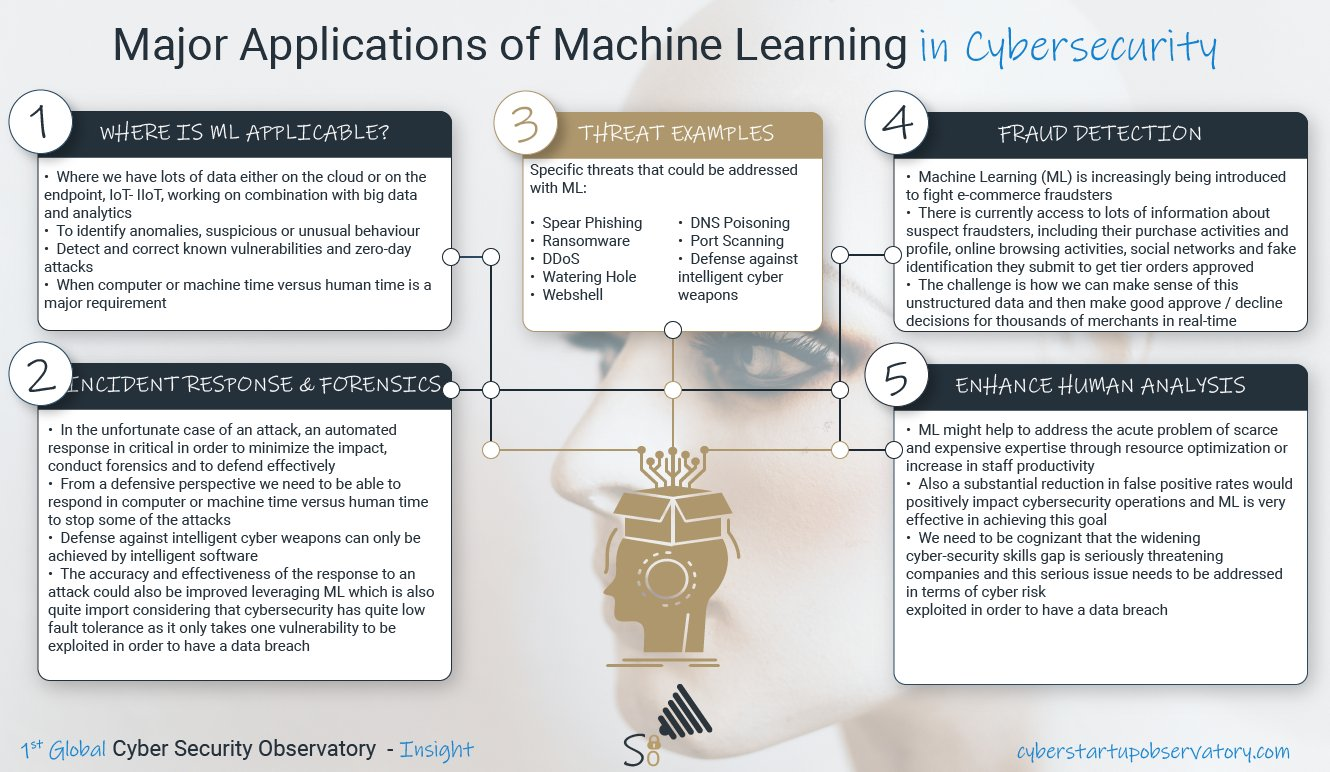 Major Applications of Machine Learning in Cybersecurity
1
WHERE IS ML APPLICABLE?
• Where we have lots of data either on the cloud or on the
endpoint, IoT- IIoT, working on combination with big data
and analytics
• To identify anomalies, suspicious or unusual behaviour
• Detect and correct known vulnerabilities and zero-day
attacks
• When computer or machine time versus human time is a
major requirement
2
INCIDENT RESPONSE & FORENSICS
• In the unfortunate case of an attack, an automated
response in critical in order to minimize the impact,
conduct forensics and to defend effectively
• From a defensive perspective we need to be able to
respond in computer or machine time versus human time
to stop some of the attacks
• Defense against intelligent cyber weapons can only be
achieved by intelligent software
• The accuracy and effectiveness of the response to an
attack could also be improved leveraging ML which is also
quite import considering that cybersecurity has quite low
fault tolerance as it only takes one vulnerability to be
exploited in order to have a data breach
3
THREAT EXAMPLES
Specific threats that could be addressed
with ML:
• Spear Phishing
• Ransomware
• DDoS
• Watering Hole
• Webshell
• DNS Poisoning
• Port Scanning
• Defense against
intelligent cyber
weapons
4
FRAUD DETECTION
• Machine Learning (ML) is increasingly being introduced
to fight e-commerce fraudsters
• There is currently access to lots of information about
suspect fraudsters, including their purchase activities and
profile, online browsing activities, social networks and fake
identification they submit to get tier orders approved
• The challenge is how we can make sense of this
unstructured data and then make good approve / decline
decisions for thousands of merchants in real-time
5
ENHANCE HUMAN ANALYSIS
• ML might help to address the acute problem of scarce
and expensive expertise through resource optimization or
increase in staff productivity
• Also a substantial reduction in false positive rates would
positively impact cybersecurity operations and ML is very
effective in achieving this goal
• We need to be cognizant that the widening
cyber-security skills gap is seriously threatening
companies and this serious issue needs to be addressed
in terms of cyber risk
exploited in order to have a data breach
1st Global Cyber Security Observatory - Insight
S
O
cyberstartupobservatory.com